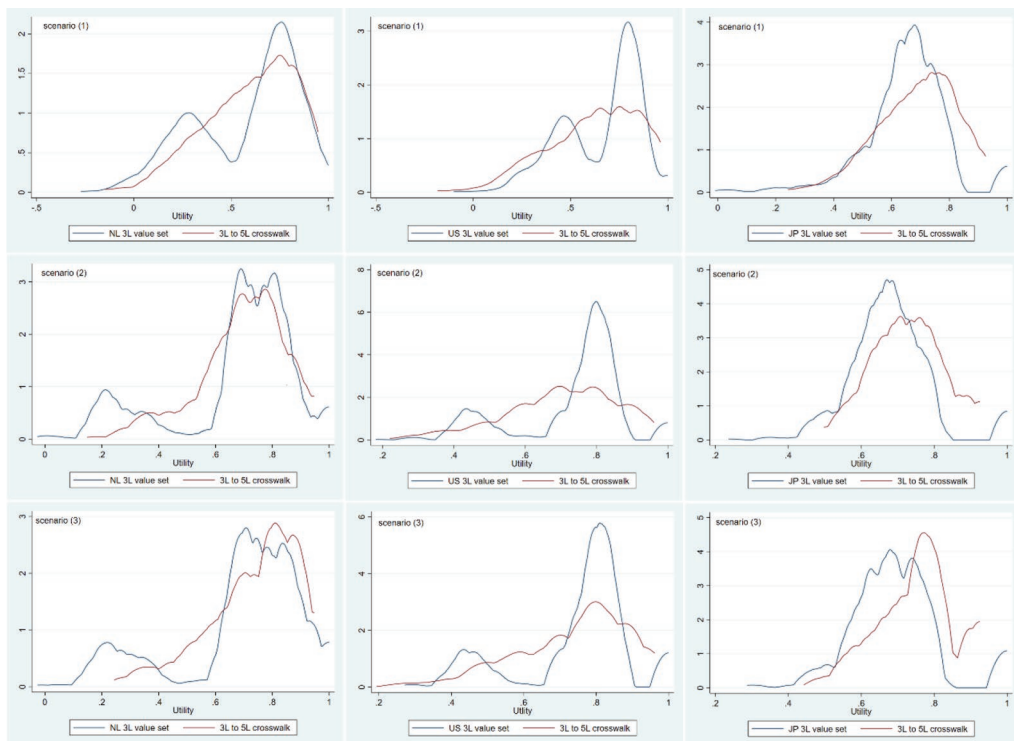 scenario (1)
2
1.5
1
.5
0
-.5 0 .5 1
Utility
NL 3L value set 3L to 5L crosswalk
scenario (1)
3
2
1
0
-.5 0 .5 1
Utility
US 3L value set 3L to 5L crosswalk
scenario (1)
4
3
2
1
0
0 .2 .4 .6 .8 1
Utility
JP 3L value set 3L to 5L crosswalk
scenario (2)
3
2
1
0
0 .2 .4 .6 .8 1
Utility
NL 3L value set 3L to 5L crosswalk
scenario (2)
8
6
4
2
0
.2 .4 .6 .8 1
Utility
US 3L value set 3L to 5L crosswalk
scenario (2)
5
4
3
2
1
0
.2 .4 .6 .8 1
Utility
JP 3L value set 3L to 5L crosswalk
scenario (3)
3
2
1
0
0 .2 .4 .6 .8 1
Utility
NL 3L value set 3L to 5L crosswalk
scenario (3)
6
4
2
0
.2 .4 .6 .8 1
Utility
US 3L value set 3L to 5L crosswalk
scenario (3)
5
4
3
2
1
0
.2 .4 .6 .8 1
Utility
JP 3L value set 3L to 5L crosswalk